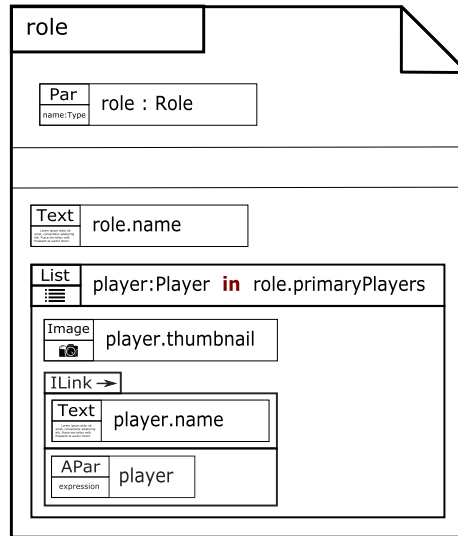 role
Par
name:Type
role : Role
Text
role.name
List
player:Player in role.primaryPlayers
Image
player.thumbnail
ILink
Text
player.name
APar
expression
player